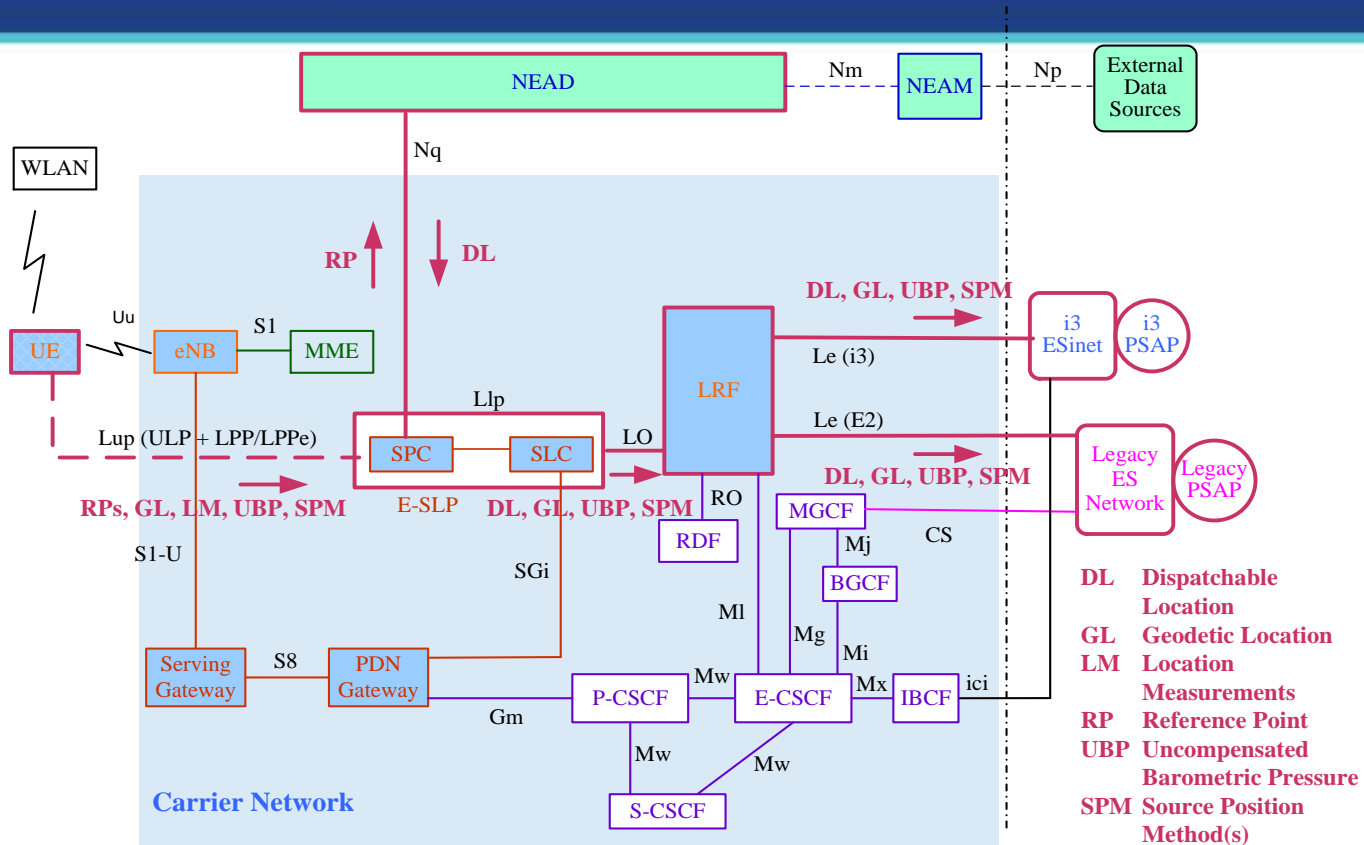 NEAD
Nm
NEAM
Np
External
Data
Sources
WLAN
Nq
RP
DL
DL, GL, UBP, SPM
Uu
UE
eNB
S1
MME
i3
ESinet
i3
PSAP
Le (i3)
Llp
LRF
Lup (ULP + LPP/LPPe)
SPC
SLC
LO
Le (E2)
DL, GL, UBP, SPM
Legacy
ES
Network
Legacy
PSAP
RPs, GL, LM, UBP, SPM
E-SLP
DL, GL, UBP, SPM
RO
MGCF
CS
RDF
Mj
S1-U
SGi
BGCF
Ml
Mg
Mi
Serving
Gateway
S8
PDN
Gateway
Gm
P-CSCF
Mw
E-CSCF
Mx
IBCF
ici
Mw
Mw
S-CSCF
Carrier Network
DL Dispatchable
Location
GL Geodetic Location
LM Location
Measurements
RP Reference Point
UBP Uncompensated
Barometric Pressure
SPM Source Position
Method(s)